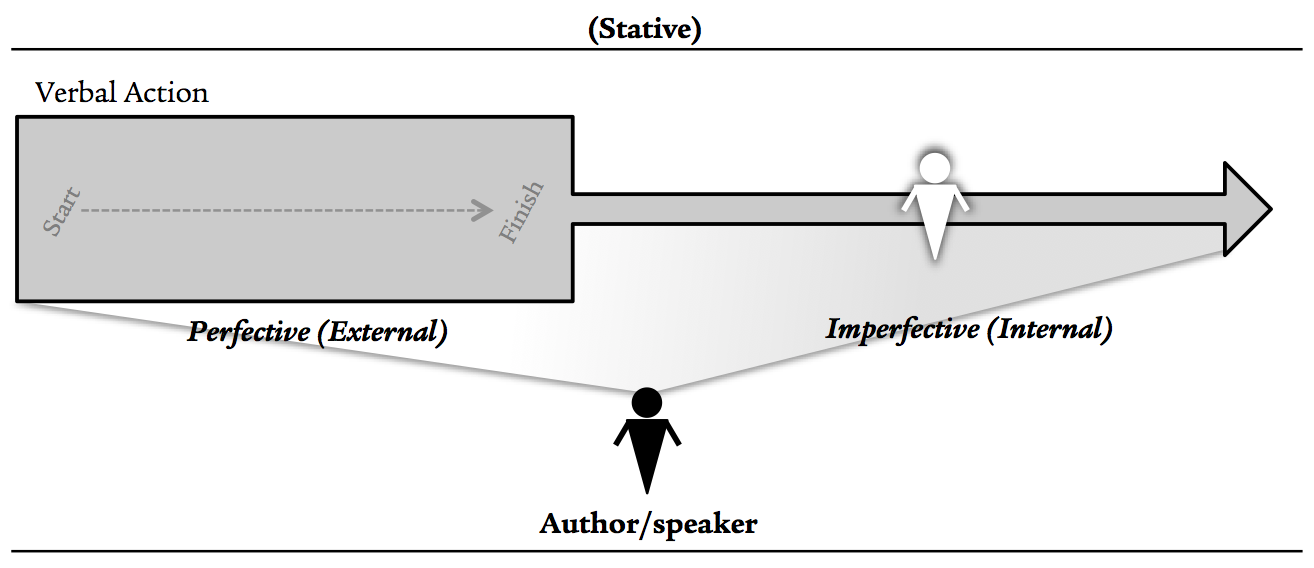 (Stative)
Verbal Action
Start
Finish
Perfective (External)
Imperfective (Internal)
Author/speaker